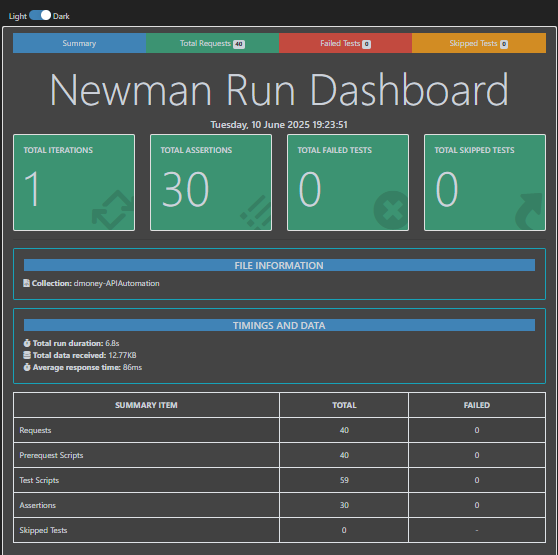 Light Dark
Summary Total Requests 40 Failed Tests 0 Skipped Tests 0
Newman Run Dashboard
Tuesday, 10 June 2025 19:23:51
TOTAL ITERATIONS TOTAL ASSERTIONS TOTAL FAILED TESTS TOTAL SKIPPED TESTS
1 30 0 0
FILE INFORMATION
Collection: dmoney-APIAutomation
TIMINGS AND DATA
Total run duration: 6.8s
Total data received: 12.77KB
Average response time: 86ms
SUMMARY ITEM TOTAL FAILED
Requests 40 0
Prerequest Scripts 40 0
Test Scripts 59 0
Assertions 30 0
Skipped Tests 0 -